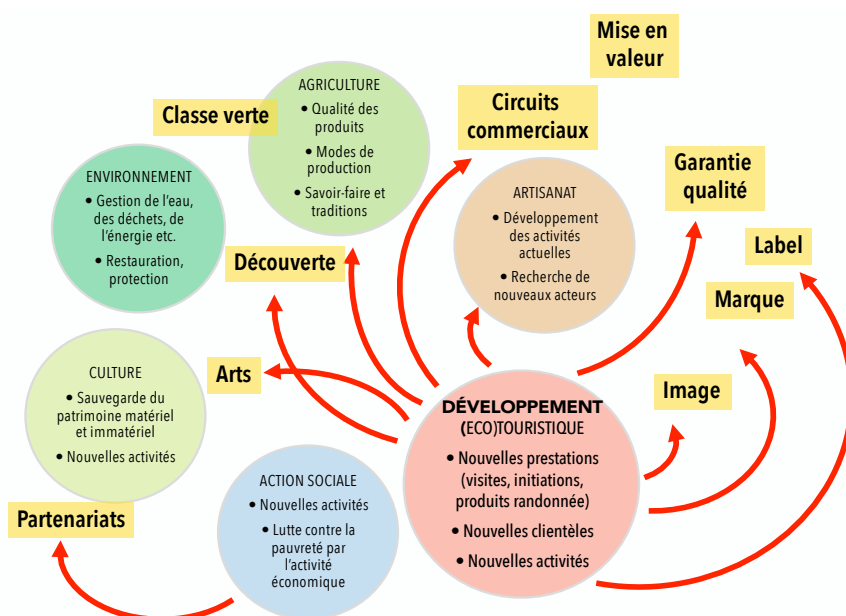 Mise en
valeur
AGRICULTURE
• Qualité des
produits
• Modes de
production
• Savoir-faire et
traditions
Classe verte
Circuits
commerciaux
Garantie
qualité
ENVIRONNEMENT
• Gestion de l'eau,
des déchets, de
l'énergie etc.
• Restauration,
protection
ARTISANAT
• Développement
des activités
actuelles
• Recherche de
nouveaux acteurs
Découverte
Label
Marque
CULTURE
• Sauvegarde du
patrimoine matériel
et immatériel
• Nouvelles activités
Arts
Image
DÉVELOPPEMENT
(ECO)TOURISTIQUE
• Nouvelles prestations
(visites, initiations,
produits randonnée)
• Nouvelles clientèles
• Nouvelles activités
ACTION SOCIALE
• Nouvelles activités
• Lutte contre la
pauvreté par
l'activité
économique
Partenariats